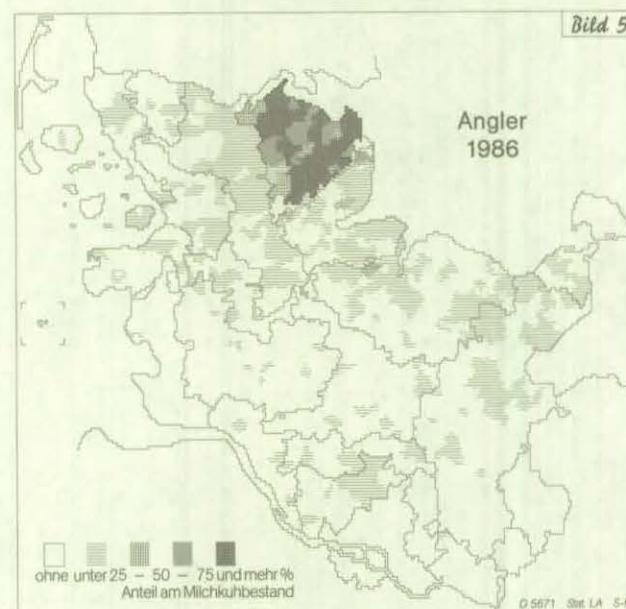 Bild 5
Angler
1986
ohne unter 25 – 50 – 75 und mehr %
Anteil am Milchkuhbestand
D 5671 Stat. LA S-